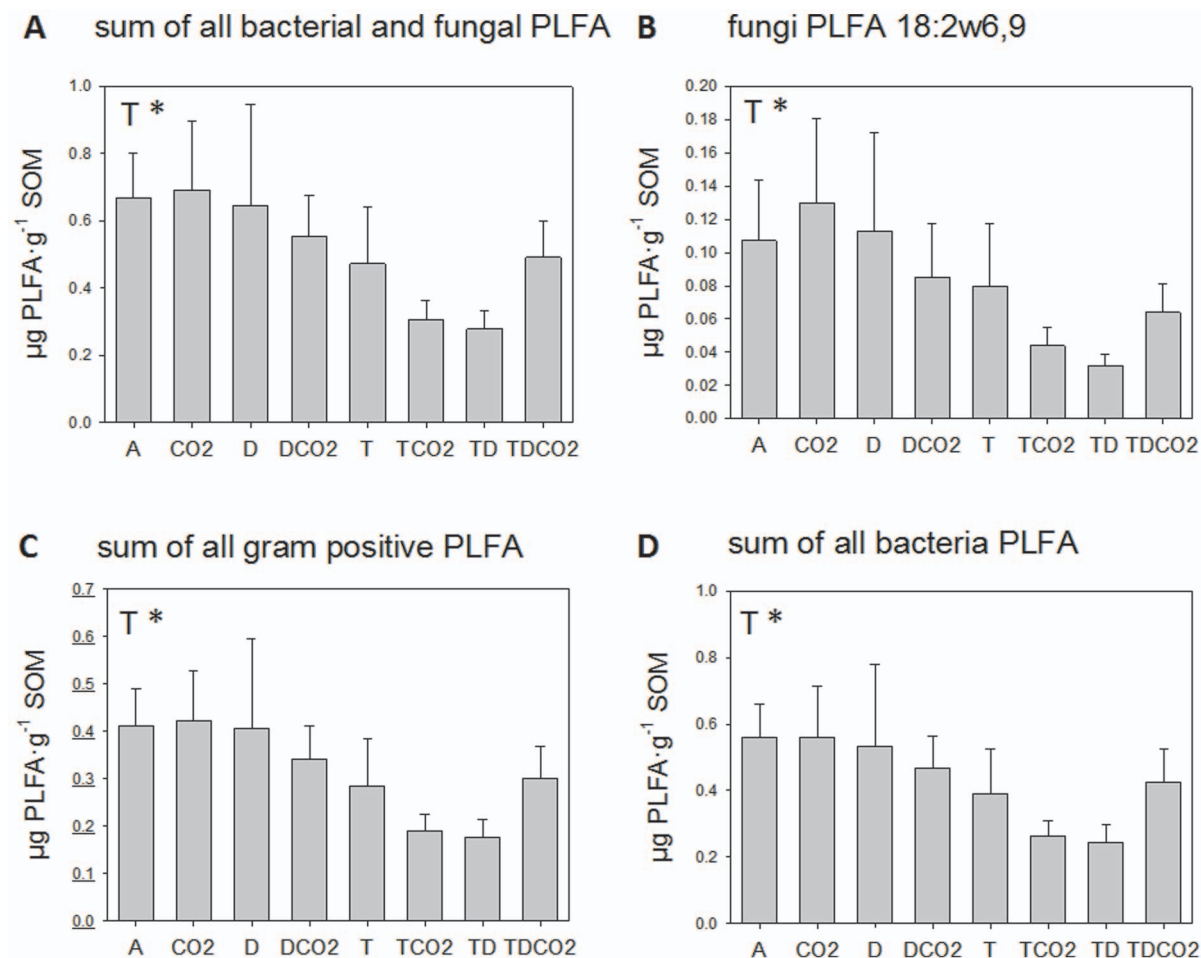 A sum of all bacterial and fungal PLFA
T *
µg PLFA·g⁻¹ SOM
1.0
0.8
0.6
0.4
0.2
0.0
A CO2 D DCO2 T TCO2 TD TDCO2
B fungi PLFA 18:2w6,9
T *
µg PLFA·g⁻¹ SOM
0.20
0.18
0.16
0.14
0.12
0.10
0.08
0.06
0.04
0.02
0.00
A CO2 D DCO2 T TCO2 TD TDCO2
C sum of all gram positive PLFA
T *
µg PLFA·g⁻¹ SOM
0.7
0.6
0.5
0.4
0.3
0.2
0.1
0.0
A CO2 D DCO2 T TCO2 TD TDCO2
D sum of all bacteria PLFA
T *
µg PLFA·g⁻¹ SOM
1.0
0.8
0.6
0.4
0.2
0.0
A CO2 D DCO2 T TCO2 TD TDCO2